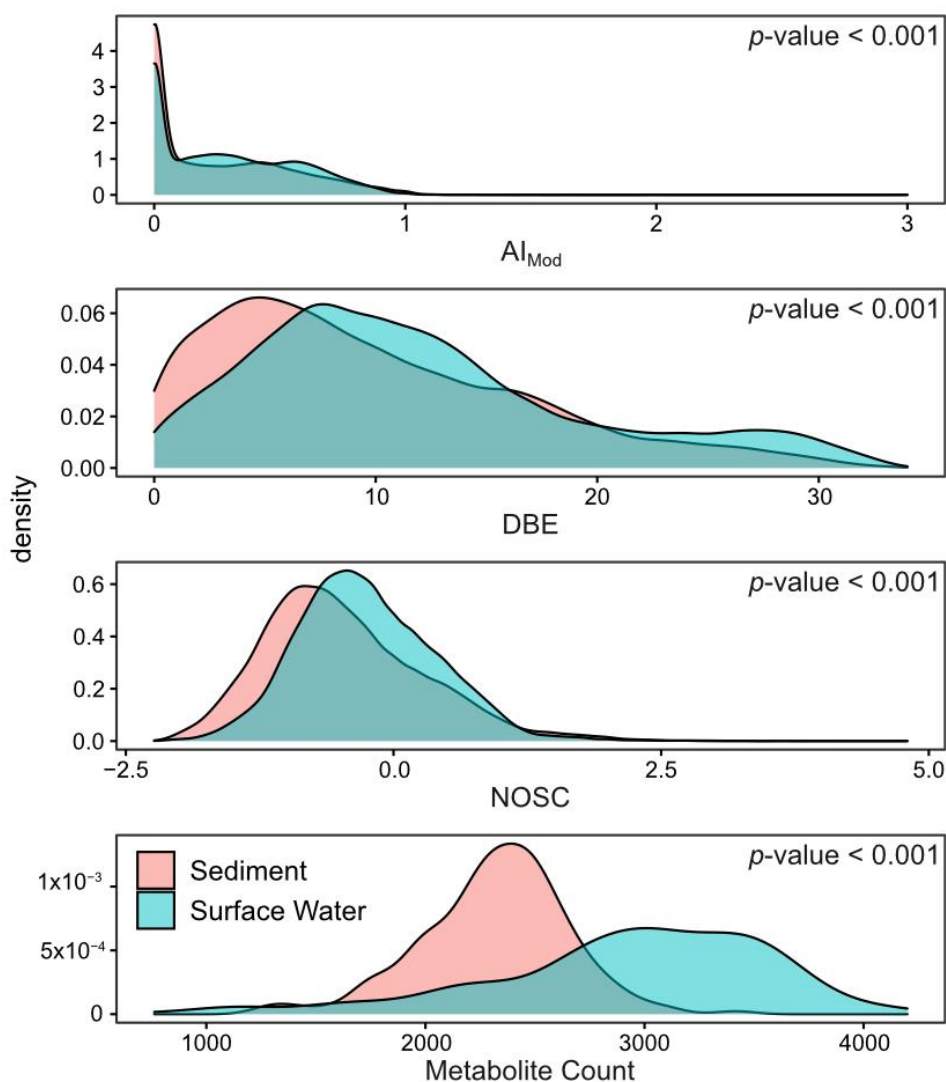 p-value < 0.001
4
3
2
1
0
0 1 2 3
AI_Mod
p-value < 0.001
0.06
0.04
0.02
0.00
0 10 20 30
DBE
density
p-value < 0.001
0.6
0.4
0.2
0.0
−2.5 0.0 2.5 5.0
NOSC
p-value < 0.001
Sediment
Surface Water
1x10⁻³
5x10⁻⁴
0
1000 2000 3000 4000
Metabolite Count